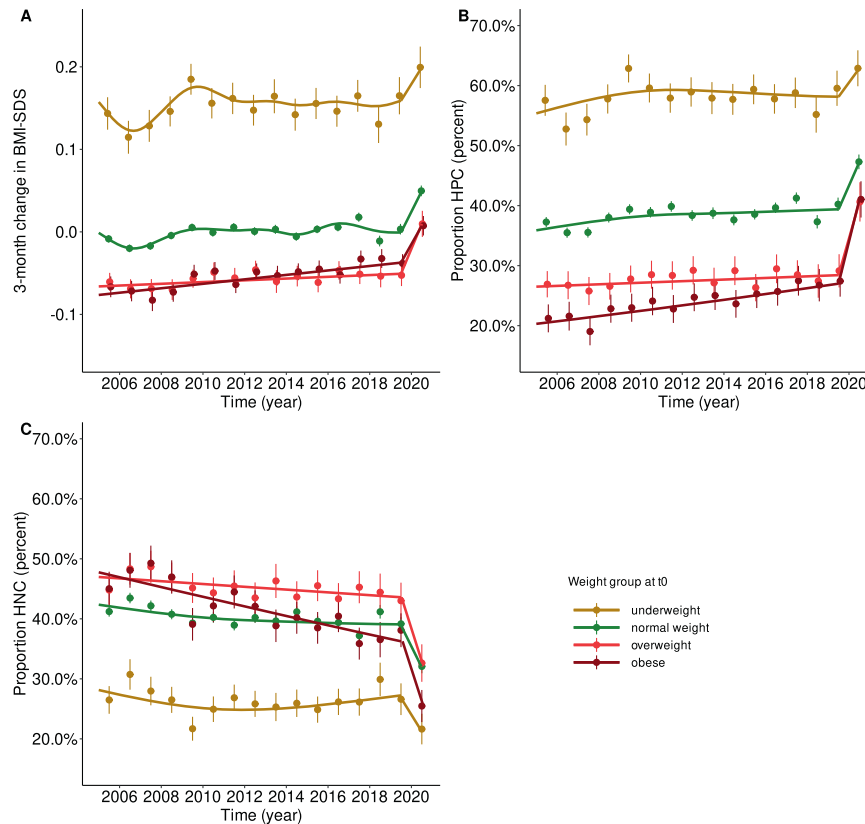 A
3-month change in BMI-SDS
0.2
0.1
0.0
-0.1
2006 2008 2010 2012 2014 2016 2018 2020
Time (year)
B
Proportion HPC (percent)
70.0%
60.0%
50.0%
40.0%
30.0%
20.0%
2006 2008 2010 2012 2014 2016 2018 2020
Time (year)
C
Proportion HNC (percent)
70.0%
60.0%
50.0%
40.0%
30.0%
20.0%
2006 2008 2010 2012 2014 2016 2018 2020
Time (year)
Weight group at t0
underweight
normal weight
overweight
obese